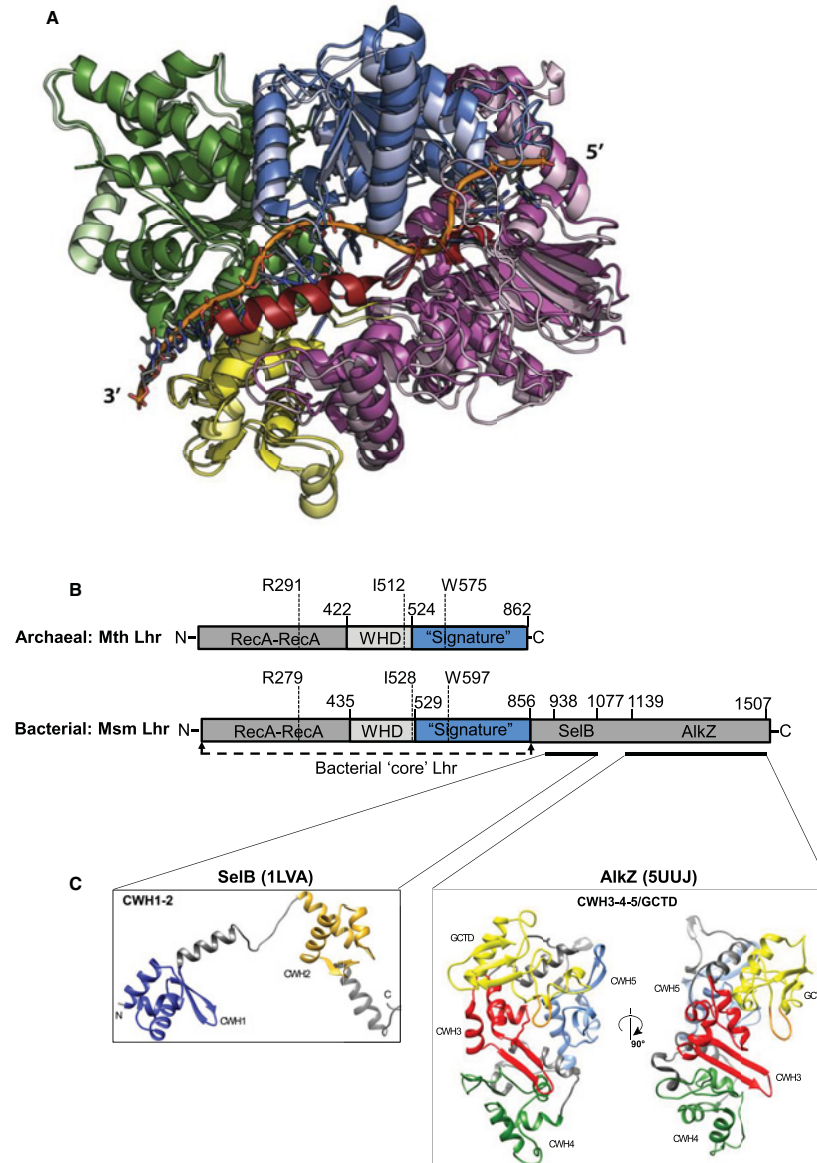 A
5′
3′
B
R291 I512 W575
422 524 862
Archaeal: Mth Lhr N RecA-RecA WHD “Signature” C
R279 I528 W597
435 529 856 938 1077 1139 1507
Bacterial: Msm Lhr N RecA-RecA WHD “Signature” SelB AlkZ C
Bacterial ‘core’ Lhr
C
SelB (1LVA) AlkZ (5UUJ)
CWH1-2 CWH3-4-5/GCTD
GCTD
CWH2 C
CWH5 CWH5 GC
N CWH1
CWH3 90° CWH3
CWH4 CWH4